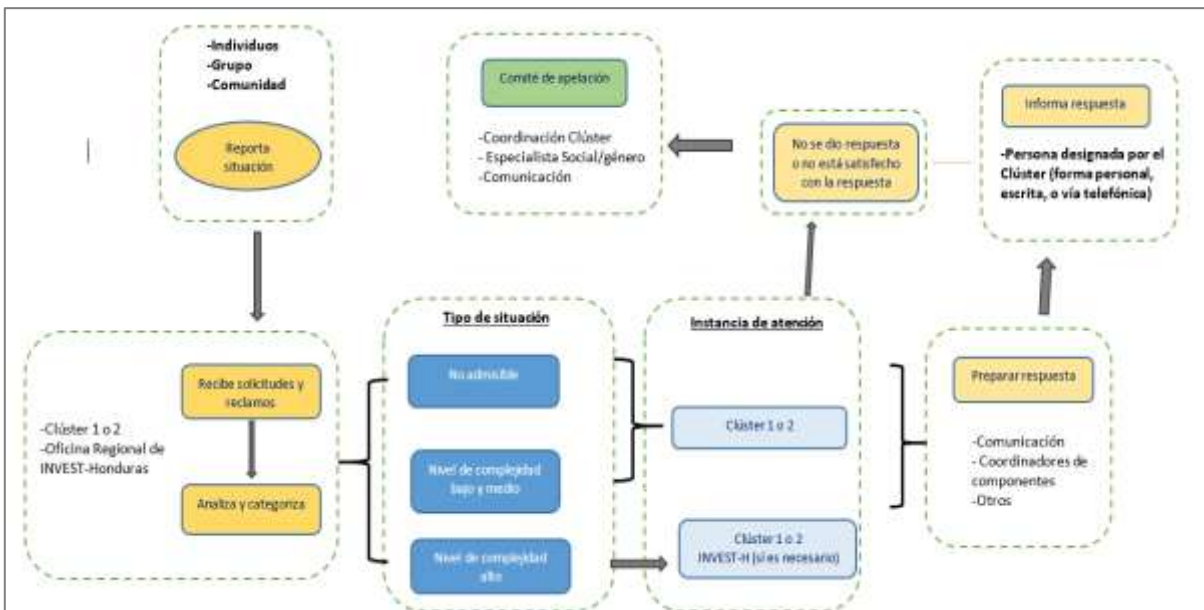 -Individuos
-Grupo
-Comunidad
Reporta
situación
Comité de apelación
-Coordinación Clúster
- Especialista Social/género
-Comunicación
No se dio respuesta
o no está satisfecho
con la respuesta
Informa respuesta
-Persona designada por el
Clúster (forma personal,
escrita, o vía telefónica)
-Clúster 1 o 2
-Oficina Regional de
INVEST-Honduras
Recibe solicitudes y
reclamos
Analiza y categoriza
Tipo de situación
No admisible
Nivel de complejidad
bajo y medio
Nivel de complejidad
alto
Instancia de atención
Clúster 1 o 2
Clúster 1 o 2
INVEST-H (si es necesario)
Preparar respuesta
-Comunicación
- Coordinadores de
componentes
-Otros